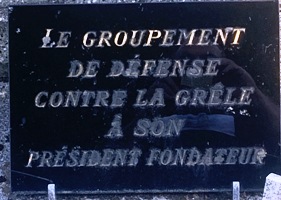 LE GROUPEMENT
DE DÉFENSE
CONTRE LA GRÊLE
À SON
PRÉSIDENT FONDATEUR